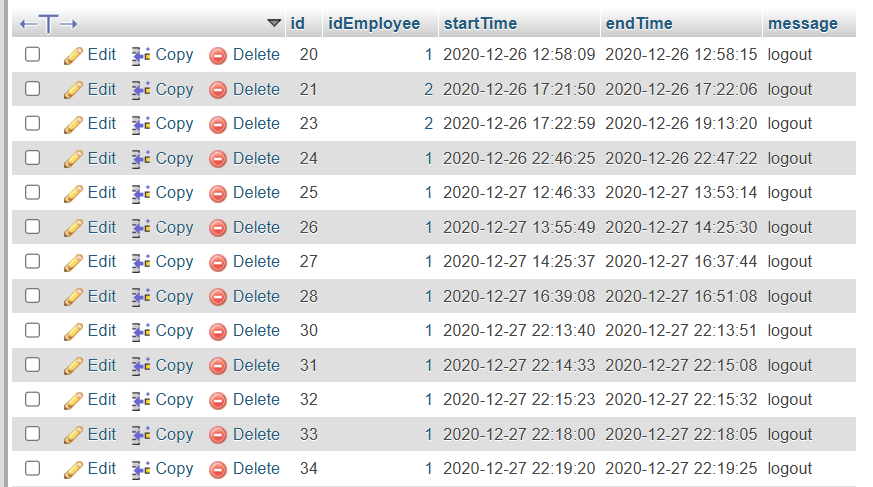 id idEmployee startTime endTime message
Edit Copy Delete 20 1 2020-12-26 12:58:09 2020-12-26 12:58:15 logout
Edit Copy Delete 21 2 2020-12-26 17:21:50 2020-12-26 17:22:06 logout
Edit Copy Delete 23 2 2020-12-26 17:22:59 2020-12-26 19:13:20 logout
Edit Copy Delete 24 1 2020-12-26 22:46:25 2020-12-26 22:47:22 logout
Edit Copy Delete 25 1 2020-12-27 12:46:33 2020-12-27 13:53:14 logout
Edit Copy Delete 26 1 2020-12-27 13:55:49 2020-12-27 14:25:30 logout
Edit Copy Delete 27 1 2020-12-27 14:25:37 2020-12-27 16:37:44 logout
Edit Copy Delete 28 1 2020-12-27 16:39:08 2020-12-27 16:51:08 logout
Edit Copy Delete 30 1 2020-12-27 22:13:40 2020-12-27 22:13:51 logout
Edit Copy Delete 31 1 2020-12-27 22:14:33 2020-12-27 22:15:08 logout
Edit Copy Delete 32 1 2020-12-27 22:15:23 2020-12-27 22:15:32 logout
Edit Copy Delete 33 1 2020-12-27 22:18:00 2020-12-27 22:18:05 logout
Edit Copy Delete 34 1 2020-12-27 22:19:20 2020-12-27 22:19:25 logout